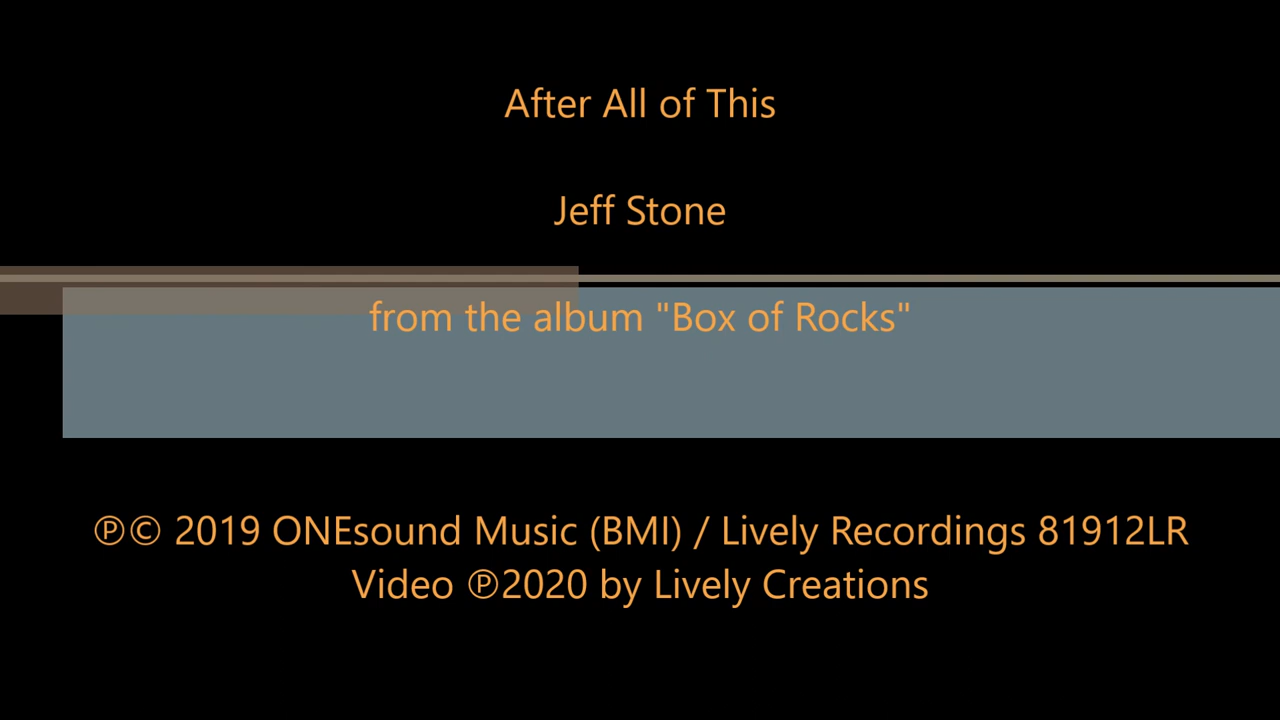 After All of This
Jeff Stone
from the album "Box of Rocks"
℗© 2019 ONEsound Music (BMI) / Lively Recordings 81912LR
Video ℗2020 by Lively Creations